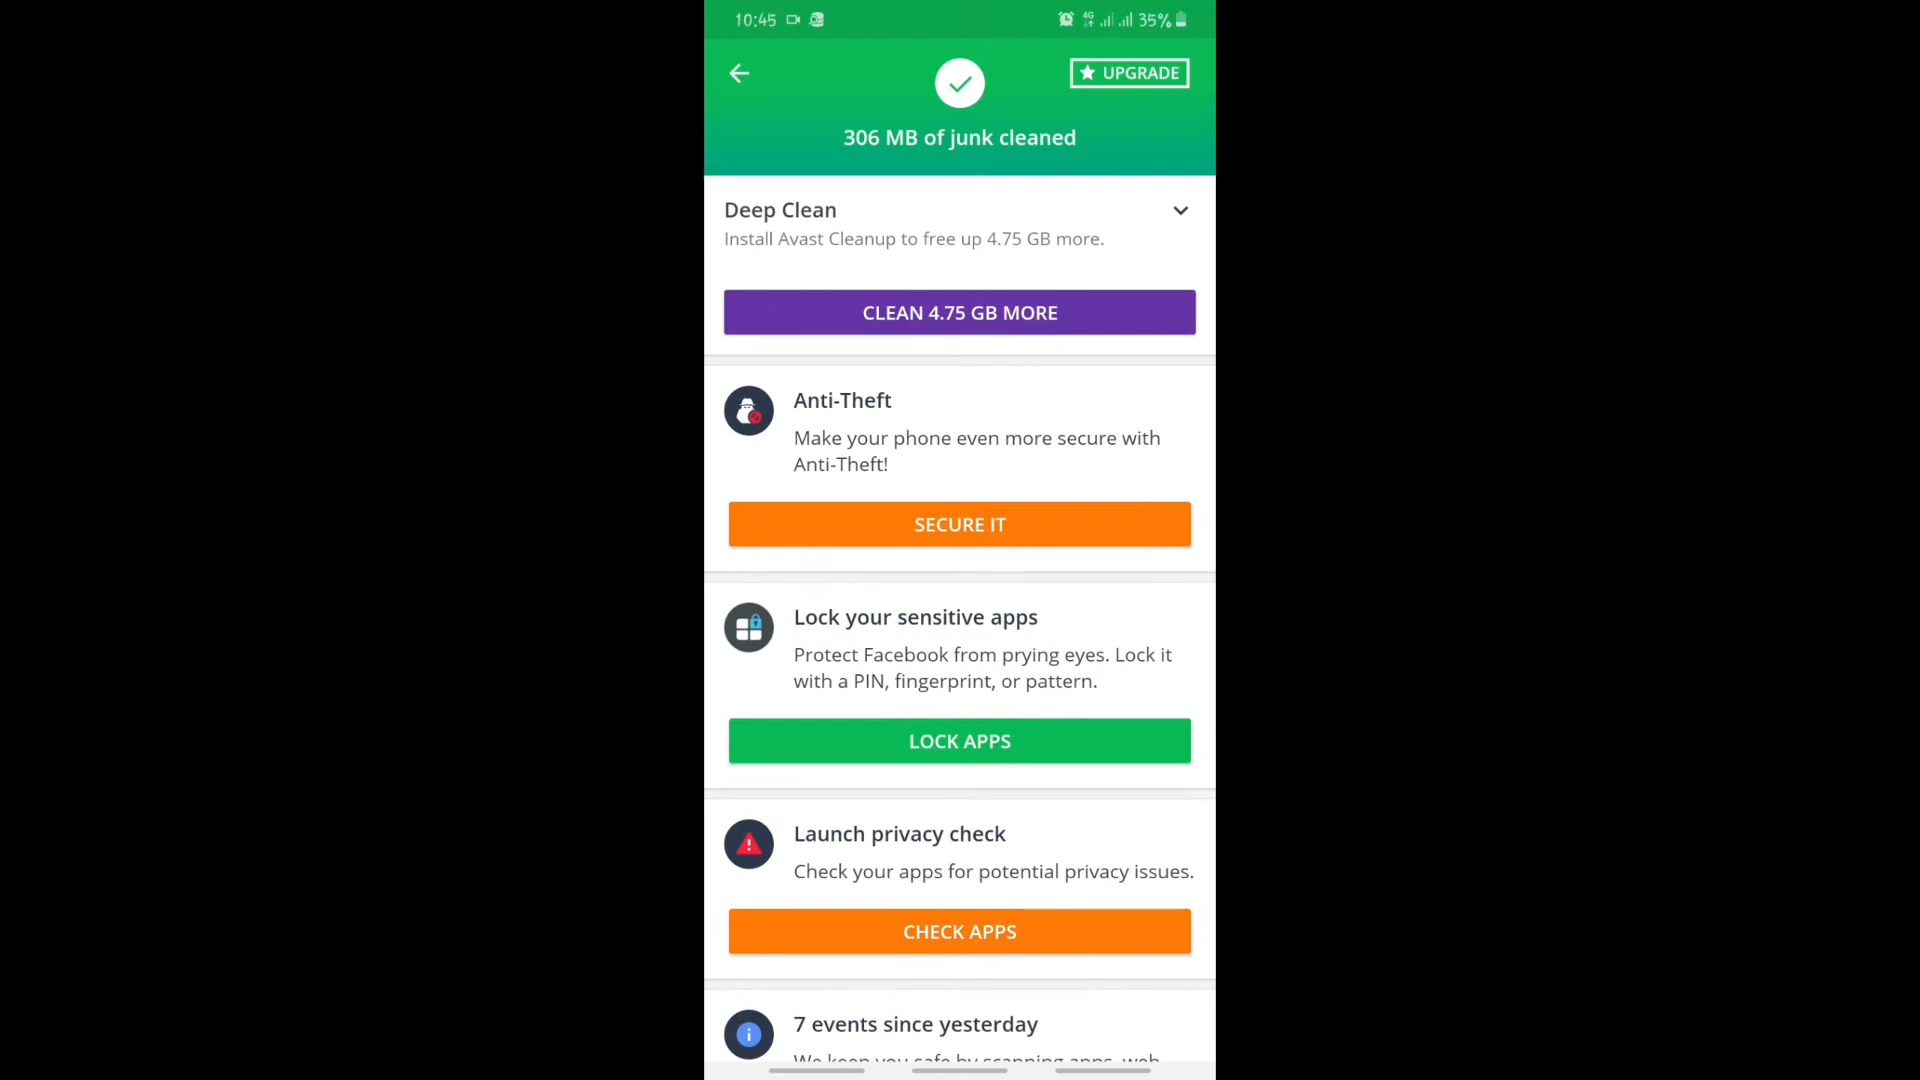 10:45
4G 35%
UPGRADE
306 MB of junk cleaned
Deep Clean
Install Avast Cleanup to free up 4.75 GB more.
CLEAN 4.75 GB MORE
Anti-Theft
Make your phone even more secure with
Anti-Theft!
SECURE IT
Lock your sensitive apps
Protect Facebook from prying eyes. Lock it
with a PIN, fingerprint, or pattern.
LOCK APPS
Launch privacy check
Check your apps for potential privacy issues.
CHECK APPS
7 events since yesterday
We keep you safe by scanning apps, web